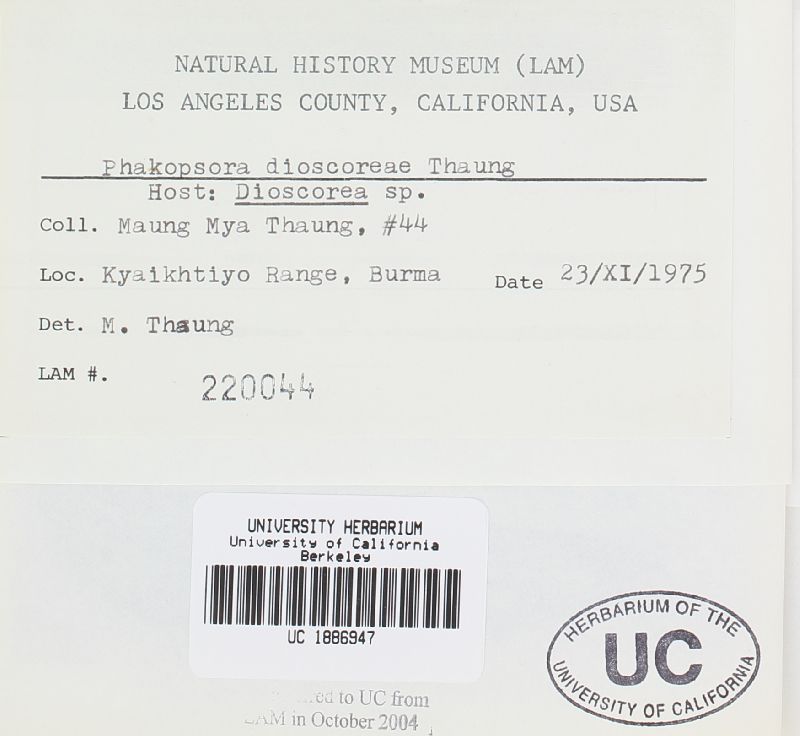 NATURAL HISTORY MUSEUM (LAM)
LOS ANGELES COUNTY, CALIFORNIA, USA
Phakopsora dioscoreae Thaung
Host: Dioscorea sp.
Coll. Maung Mya Thaung, #44
Loc. Kyaikhtiyo Range, Burma Date 23/XI/1975
Det. M. Thaung
LAM #. 220044
UNIVERSITY HERBARIUM
University of California
Berkeley
UC 1886947
HERBARIUM OF THE
UC
UNIVERSITY OF CALIFORNIA
to UC from
LAM in October 2004